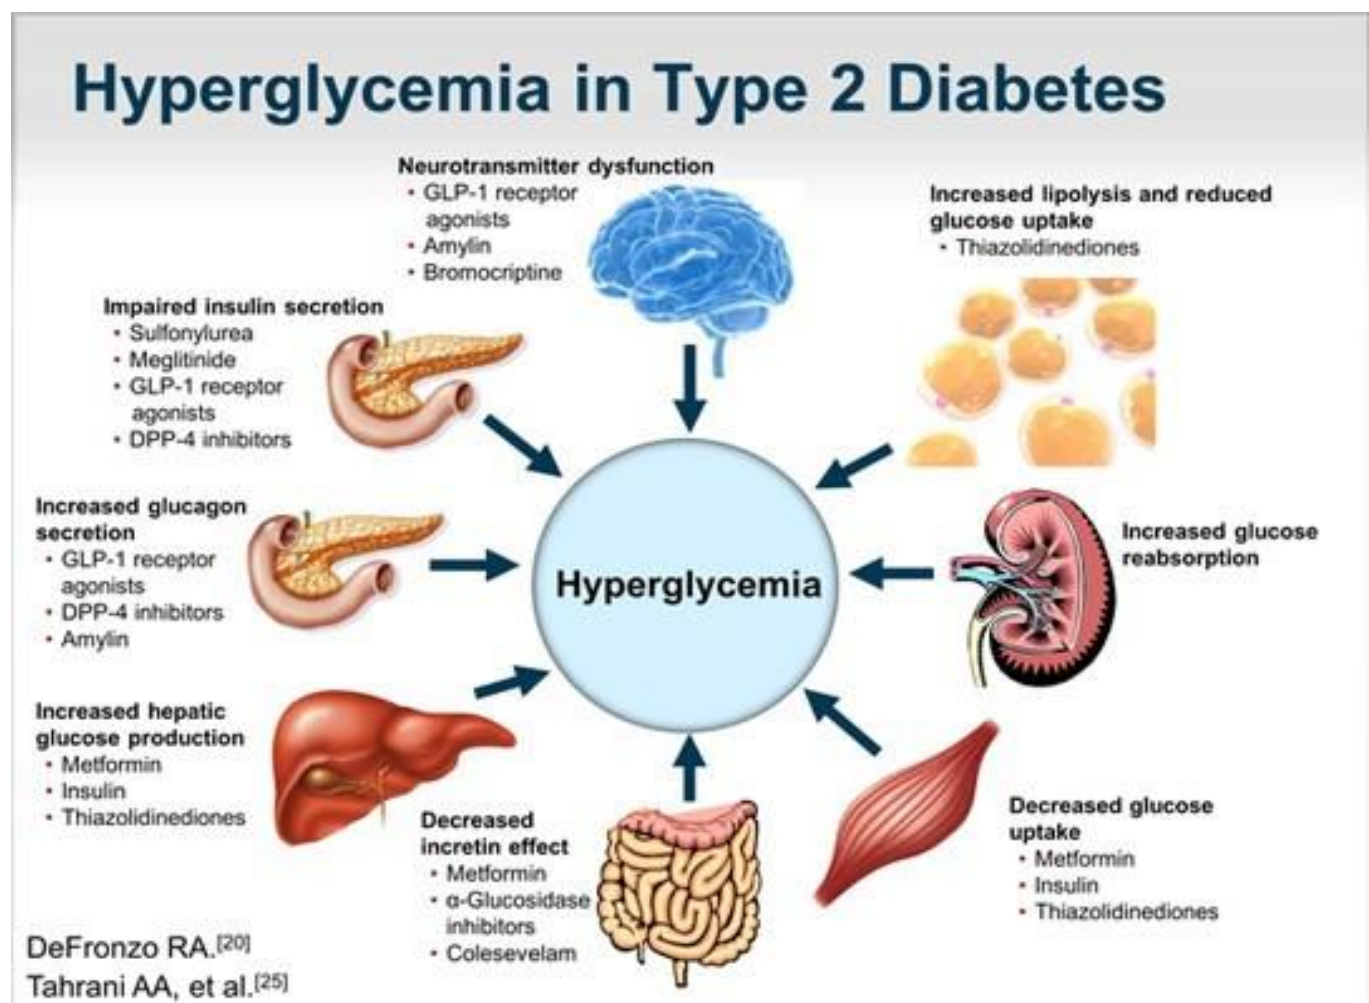 Hyperglycemia in Type 2 Diabetes
Neurotransmitter dysfunction
• GLP-1 receptor
agonists
• Amylin
• Bromocriptine
Increased lipolysis and reduced
glucose uptake
• Thiazolidinediones
Impaired insulin secretion
• Sulfonylurea
• Meglitinide
• GLP-1 receptor
agonists
• DPP-4 inhibitors
Increased glucagon
secretion
• GLP-1 receptor
agonists
• DPP-4 inhibitors
• Amylin
Hyperglycemia
Increased glucose
reabsorption
Increased hepatic
glucose production
• Metformin
• Insulin
• Thiazolidinediones
Decreased
incretin effect
• Metformin
• α-Glucosidase
inhibitors
• Colesevelam
Decreased glucose
uptake
• Metformin
• Insulin
• Thiazolidinediones
DeFronzo RA.[20]
Tahrani AA, et al.[25]